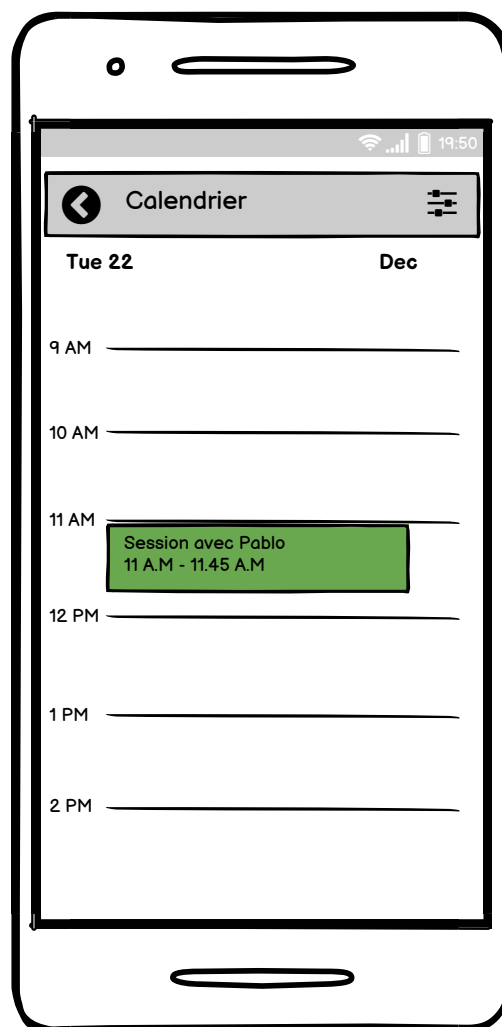 19:50
Calendrier
Tue 22 Dec
9 AM
10 AM
11 AM
Session avec Pablo
11 A.M - 11.45 A.M
12 PM
1 PM
2 PM